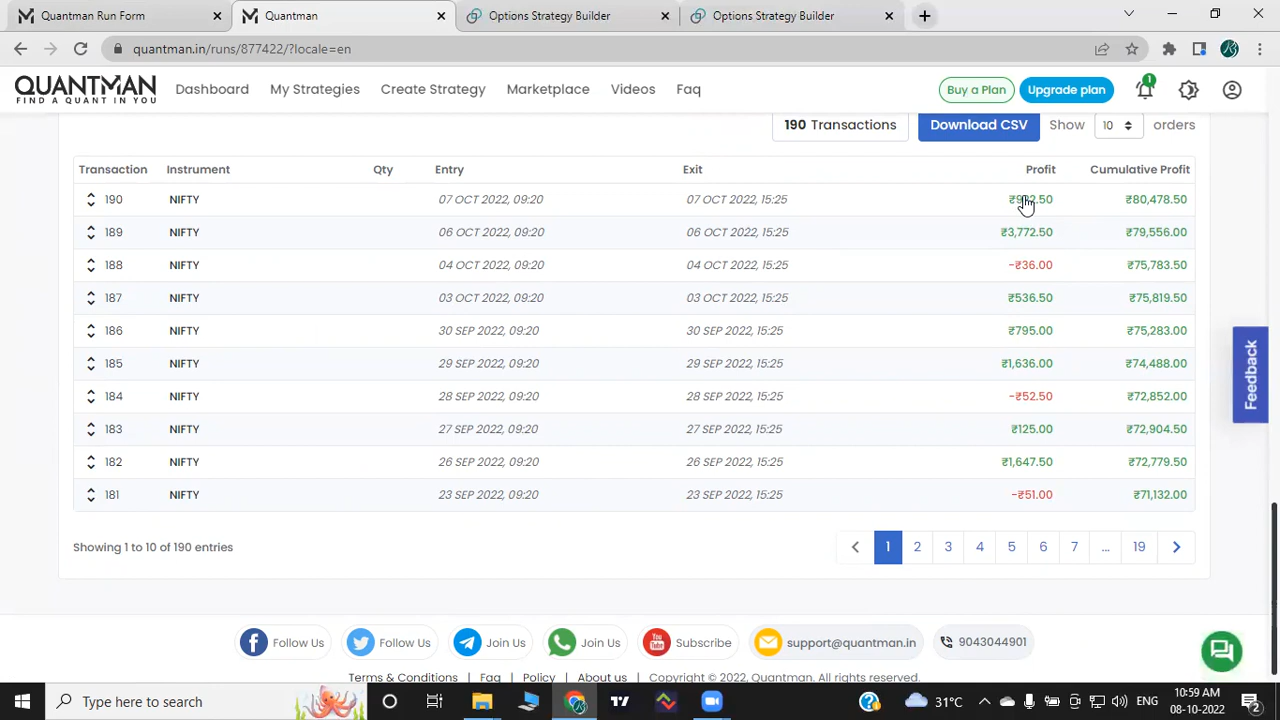 Quantman Run Form
Quantman
Options Strategy Builder
Options Strategy Builder
quantman.in/runs/877422/?locale=en
QUANTMAN
FIND A QUANT IN YOU
Dashboard My Strategies Create Strategy Marketplace Videos Faq
Buy a Plan Upgrade plan 1
190 Transactions Download CSV Show 10 orders
Transaction Instrument Qty Entry Exit Profit Cumulative Profit
190 NIFTY 07 OCT 2022, 09:20 07 OCT 2022, 15:25 ₹80,478.50
189 NIFTY 06 OCT 2022, 09:20 06 OCT 2022, 15:25 ₹3,772.50 ₹79,556.00
188 NIFTY 04 OCT 2022, 09:20 04 OCT 2022, 15:25 -₹36.00 ₹75,783.50
187 NIFTY 03 OCT 2022, 09:20 03 OCT 2022, 15:25 ₹536.50 ₹75,819.50
186 NIFTY 30 SEP 2022, 09:20 30 SEP 2022, 15:25 ₹795.00 ₹75,283.00
185 NIFTY 29 SEP 2022, 09:20 29 SEP 2022, 15:25 ₹1,636.00 ₹74,488.00
184 NIFTY 28 SEP 2022, 09:20 28 SEP 2022, 15:25 -₹52.50 ₹72,852.00
183 NIFTY 27 SEP 2022, 09:20 27 SEP 2022, 15:25 ₹125.00 ₹72,904.50
182 NIFTY 26 SEP 2022, 09:20 26 SEP 2022, 15:25 ₹1,647.50 ₹72,779.50
181 NIFTY 23 SEP 2022, 09:20 23 SEP 2022, 15:25 -₹51.00 ₹71,132.00
Feedback
Showing 1 to 10 of 190 entries
1 2 3 4 5 6 7 ... 19
Follow Us Follow Us Join Us Join Us Subscribe support@quantman.in 9043044901
Terms & Conditions Faq Policy About us Copyright © 2022, Quantman. All rights reserved.
Type here to search
31°C ENG 10:59 AM
08-10-2022 2